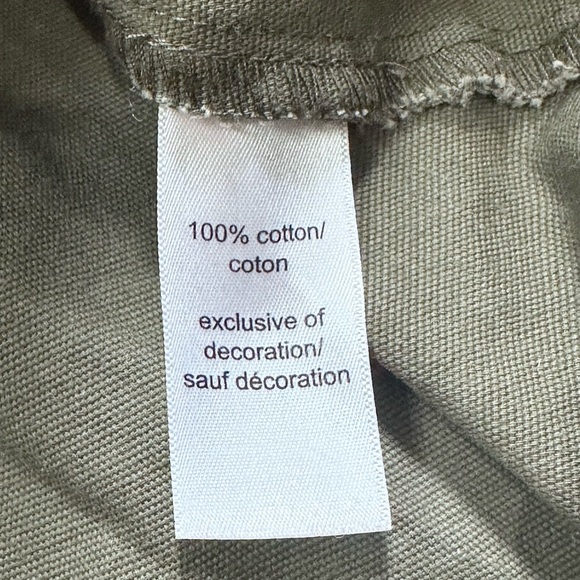 100% cotton/
coton
exclusive of
decoration/
sauf décoration